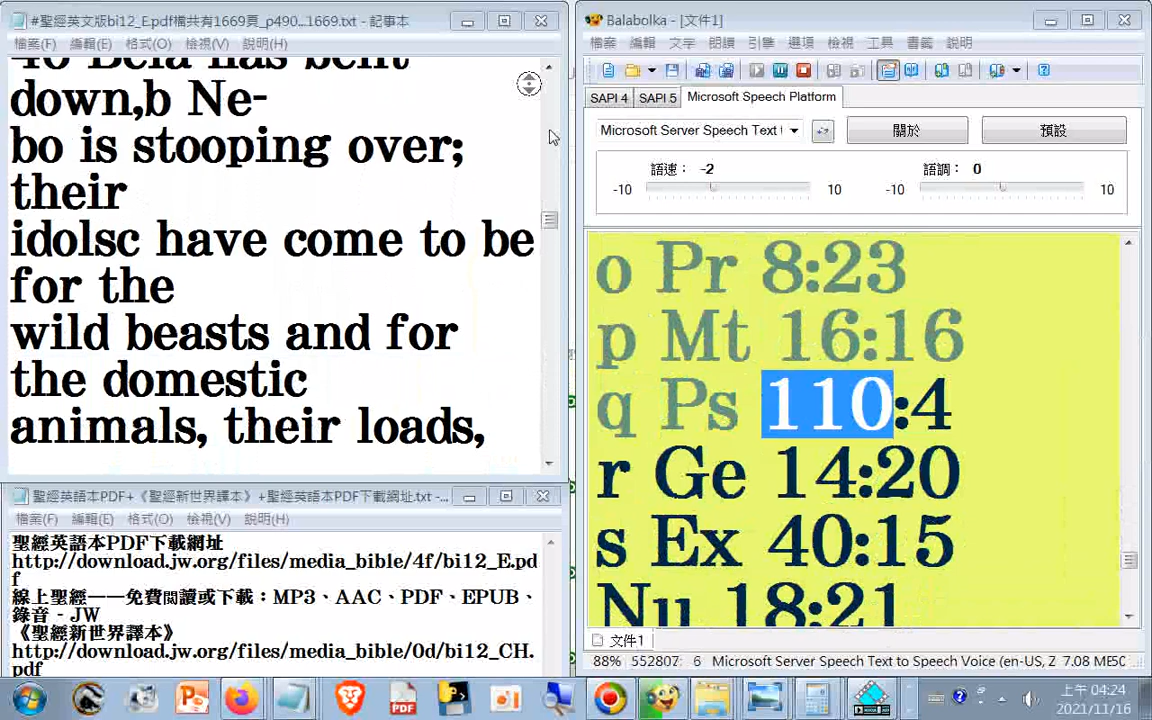 #聖經英文版bi12_E.pdf檔共有1669頁_p490...1669.txt - 記事本
檔案(F) 編輯(E) 格式(O) 檢視(V) 說明(H)
46 Bela has bent
down,b Ne-
bo is stooping over;
their
idolsc have come to be
for the
wild beasts and for
the domestic
animals, their loads,
聖經英語本PDF+《聖經新世界譯本》+聖經英語本PDF下載網址.txt -...
檔案(F) 編輯(E) 格式(O) 檢視(V) 說明(H)
聖經英語本PDF下載網址
http://download.jw.org/files/media_bible/4f/bi12_E.pd
f
線上聖經──免費閱讀或下載：MP3、AAC、PDF、EPUB、
錄音 - JW
《聖經新世界譯本》
http://download.jw.org/files/media_bible/0d/bi12_CH.
pdf
Balabolka - [文件1]
檔案 編輯 文字 朗讀 引擎 選項 檢視 工具 書籤 說明
SAPI 4 SAPI 5 Microsoft Speech Platform
Microsoft Server Speech Text 關於 預設
語速： -2 語調： 0
-10 10 -10 10
o Pr 8:23
p Mt 16:16
q Ps 110:4
r Ge 14:20
s Ex 40:15
Nu 18:21
文件1
88% 552807 6 Microsoft Server Speech Text to Speech Voice (en-US, Z 7.08 ME
PDF
上午 04:24
2021/11/16